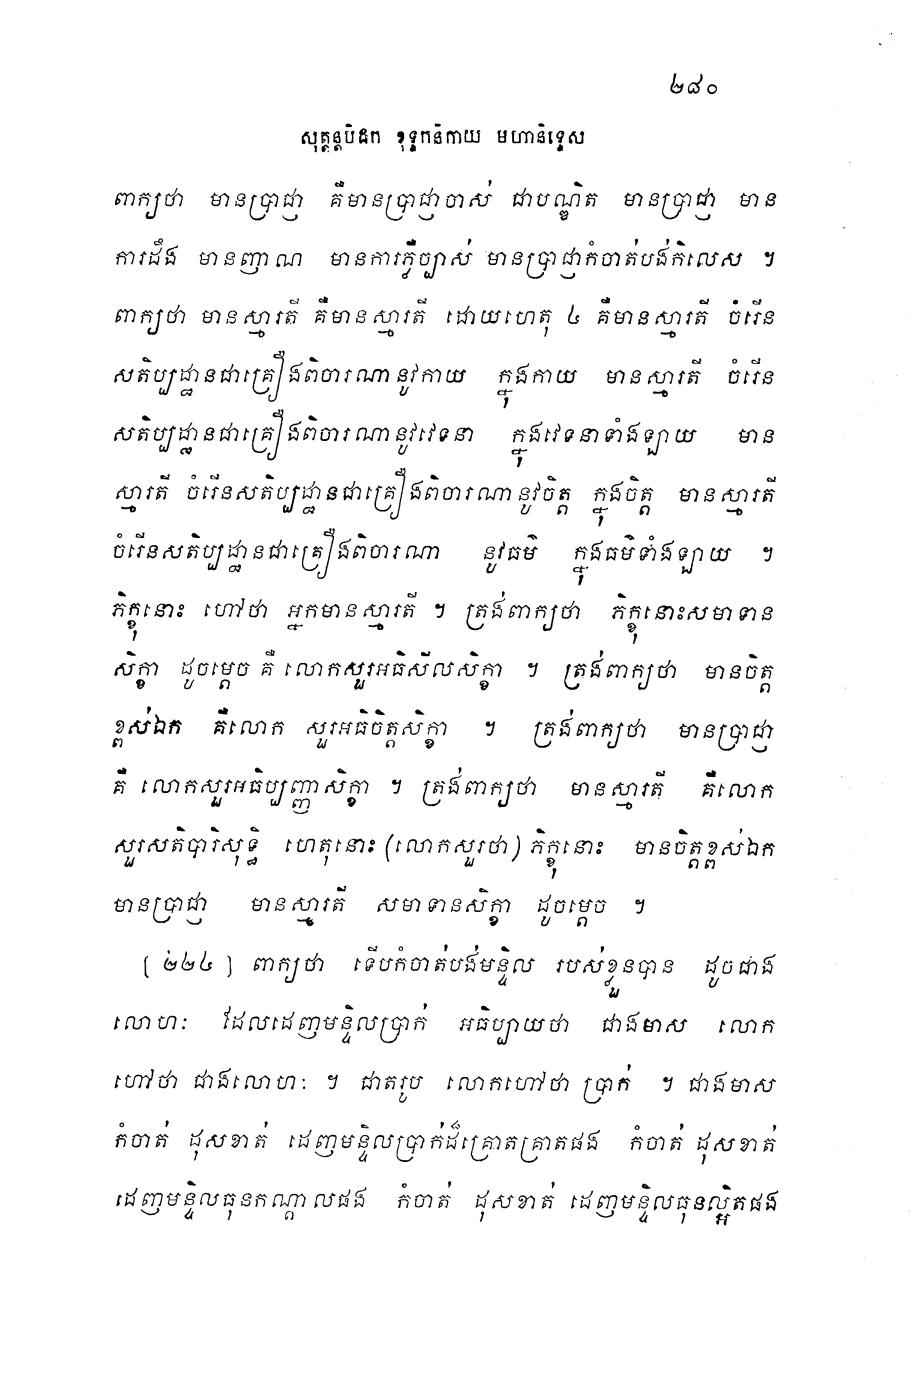 ២៨០
សុត្តន្តបិដក ខុទ្ទកនិកាយ មហានិទ្ទេស
ពាក្យថា មានប្រាជ្ញា គឺមានប្រាជ្ញាចាស់ ជាបណ្ឌិត មានប្រាជ្ញា មាន
ការដឹង មានញាណ មានការភ្លឺច្បាស់ មានប្រាជ្ញាកំចាត់បង់កិលេស ។
ពាក្យថា មានស្មារតី គឺមានស្មារតី ដោយហេតុ ៤ គឺមានស្មារតី ចំរើន
សតិប្បដ្ឋានជាគ្រឿងពិចារណានូវកាយ ក្នុងកាយ មានស្មារតី ចំរើន
សតិប្បដ្ឋានជាគ្រឿងពិចារណានូវវេទនា ក្នុងវេទនាទាំងឡាយ មាន
ស្មារតី ចំរើនសតិប្បដ្ឋានជាគ្រឿងពិចារណានូវចិត្ត ក្នុងចិត្ត មានស្មារតី
ចំរើនសតិប្បដ្ឋានជាគ្រឿងពិចារណា នូវធម៌ ក្នុងធម៌ទាំងឡាយ ។
ភិក្ខុនោះ ហៅថា អ្នកមានស្មារតី ។ ត្រង់ពាក្យថា ភិក្ខុនោះសមាទាន
សិក្ខា ដូចម្តេច គឺ លោកសួរអធិសីលសិក្ខា ។ ត្រង់ពាក្យថា មានចិត្ត
ខ្ពស់ឯក គឺលោក សួរអធិចិត្តសិក្ខា ។ ត្រង់ពាក្យថា មានប្រាជ្ញា
គឺ លោកសួរអធិប្បញ្ញាសិក្ខា ។ ត្រង់ពាក្យថា មានស្មារតី គឺលោក
សួរសតិបារិសុទ្ធិ ហេតុនោះ (លោកសួរថា) ភិក្ខុនោះ មានចិត្តខ្ពស់ឯក
មានប្រាជ្ញា មានស្មារតី សមាទានសិក្ខា ដូចម្តេច ។
[ ២២៤ ] ពាក្យថា ទើបកំចាត់បង់មន្ទិល របស់ខ្លួនបាន ដូចជាង
លោហៈ ដែលដេញមន្ទិលប្រាក់ អធិប្បាយថា ជាងមាស លោក
ហៅថា ជាងលោហៈ ។ ជាតរូប លោកហៅថា ប្រាក់ ។ ជាងមាស
កំចាត់ ដុសខាត់ ដេញមន្ទិលប្រាក់ដ៏គ្រោតគ្រាតផង កំចាត់ ដុសខាត់
ដេញមន្ទិលធុនកណ្តាលផង កំចាត់ ដុសខាត់ ដេញមន្ទិលធុនល្អិតផង